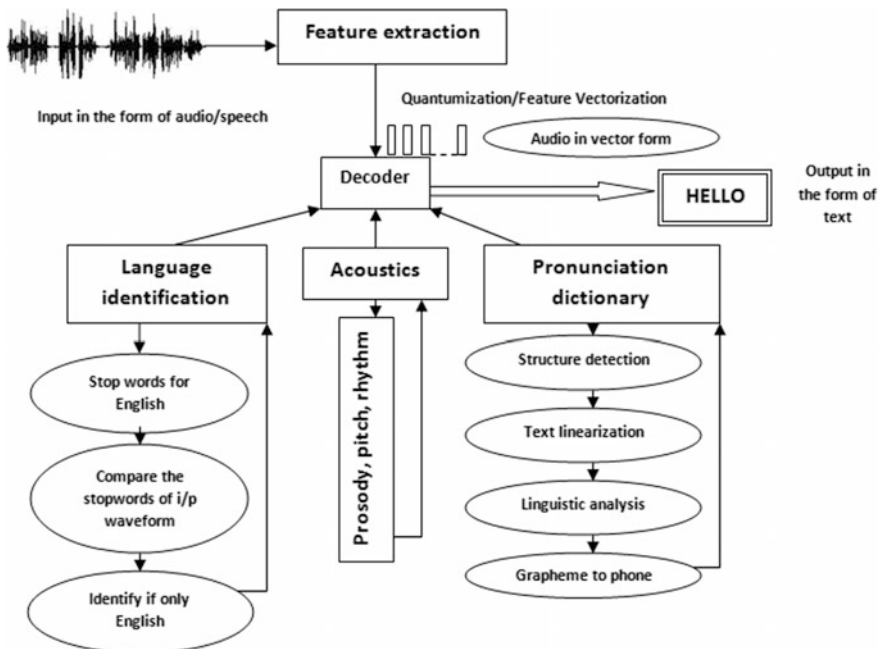 Feature extraction
Input in the form of audio/speech
Quantumization/Feature Vectorization
Audio in vector form
Decoder
HELLO
Output in
the form of
text
Language
identification
Acoustics
Pronunciation
dictionary
Stop words for
English
Compare the
stopwords of i/p
waveform
Identify if only
English
Prosody, pitch, rhythm
Structure detection
Text linearization
Linguistic analysis
Grapheme to phone